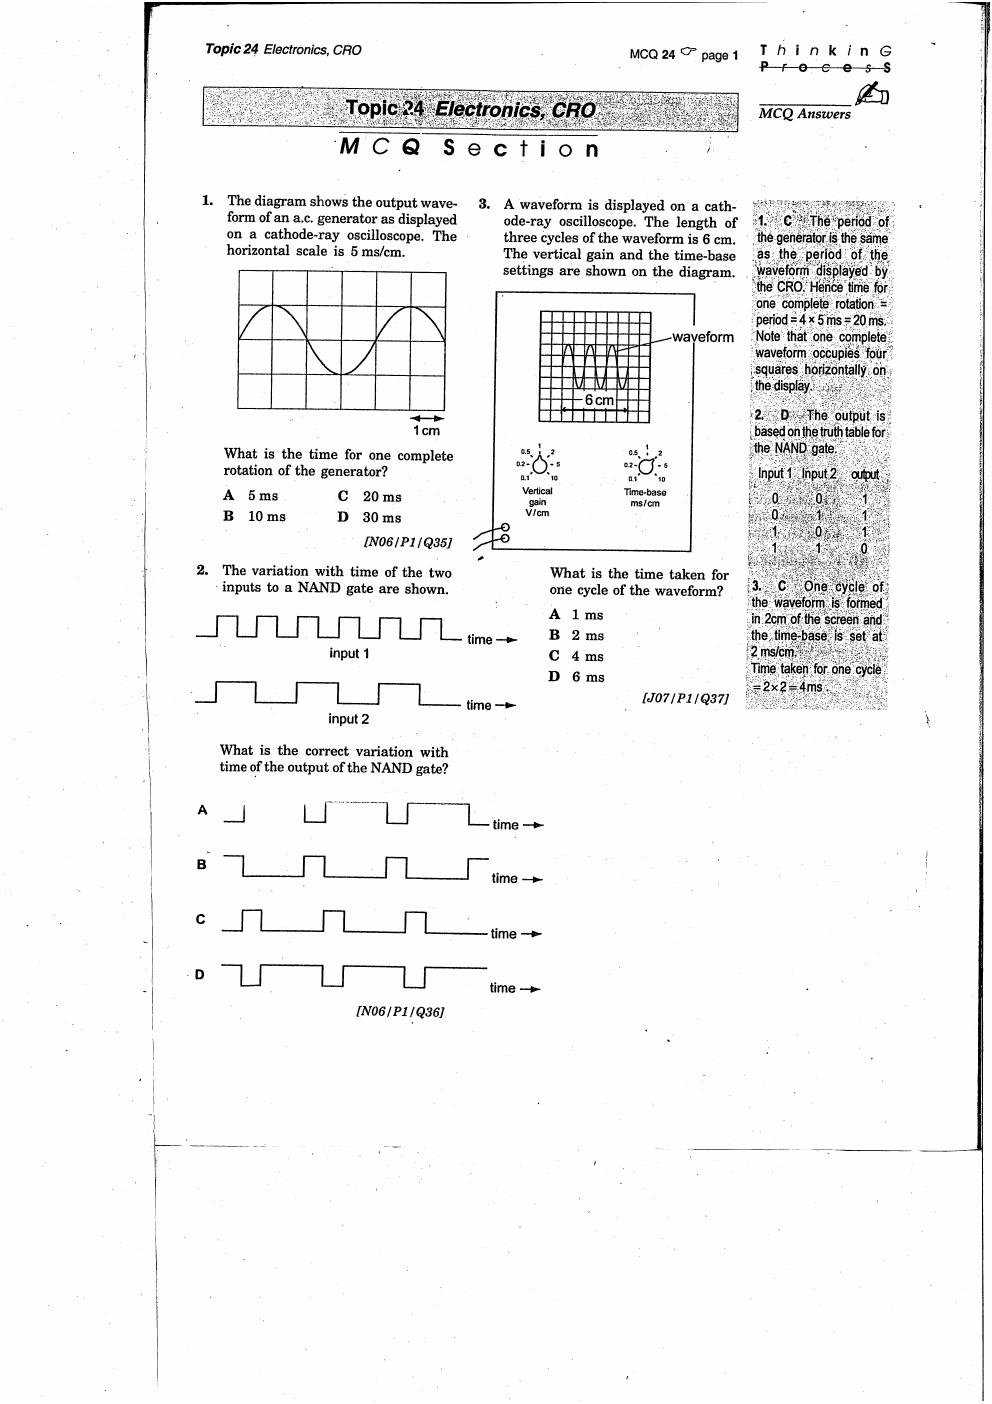 Topic 24 Electronics, CRO
MCQ 24 ☞ page 1
T h i n k i n G
P r o c e s S
MCQ Answers
Topic 24 Electronics, CRO
M C Q S e c t i o n
1. The diagram shows the output wave-
form of an a.c. generator as displayed
on a cathode-ray oscilloscope. The
horizontal scale is 5 ms/cm.
1 cm
What is the time for one complete
rotation of the generator?
A 5 ms C 20 ms
B 10 ms D 30 ms
[N06/P1/Q35]
2. The variation with time of the two
inputs to a NAND gate are shown.
time
input 1
time
input 2
What is the correct variation with
time of the output of the NAND gate?
A time
B time
C time
D time
[N06/P1/Q36]
3. A waveform is displayed on a cath-
ode-ray oscilloscope. The length of
three cycles of the waveform is 6 cm.
The vertical gain and the time-base
settings are shown on the diagram.
waveform
6 cm
0.5 1 2
0.2 5
0.1 10
Vertical
gain
V/cm
0.5 1 2
0.2 5
0.1 10
Time-base
ms/cm
What is the time taken for
one cycle of the waveform?
A 1 ms
B 2 ms
C 4 ms
D 6 ms
[J07/P1/Q37]
1. C The period of
the generator is the same
as the period of the
waveform displayed by
the CRO. Hence time for
one complete rotation =
period = 4 × 5 ms = 20 ms.
Note that one complete
waveform occupies four
squares horizontally on
the display.
2. D The output is
based on the truth table for
the NAND gate.
Input 1 Input 2 output
0 0 1
0 1 1
1 0 1
1 1 0
3. C One cycle of
the waveform is formed
in 2cm of the screen and
the time-base is set at
2 ms/cm.
Time taken for one cycle
= 2×2 = 4ms.